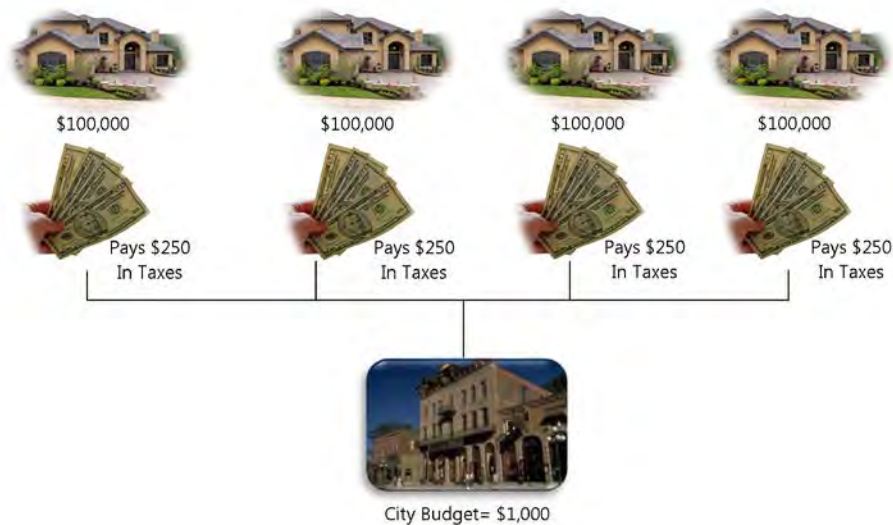 $100,000
$100,000
$100,000
$100,000
Pays $250
In Taxes
Pays $250
In Taxes
Pays $250
In Taxes
Pays $250
In Taxes
City Budget= $1,000